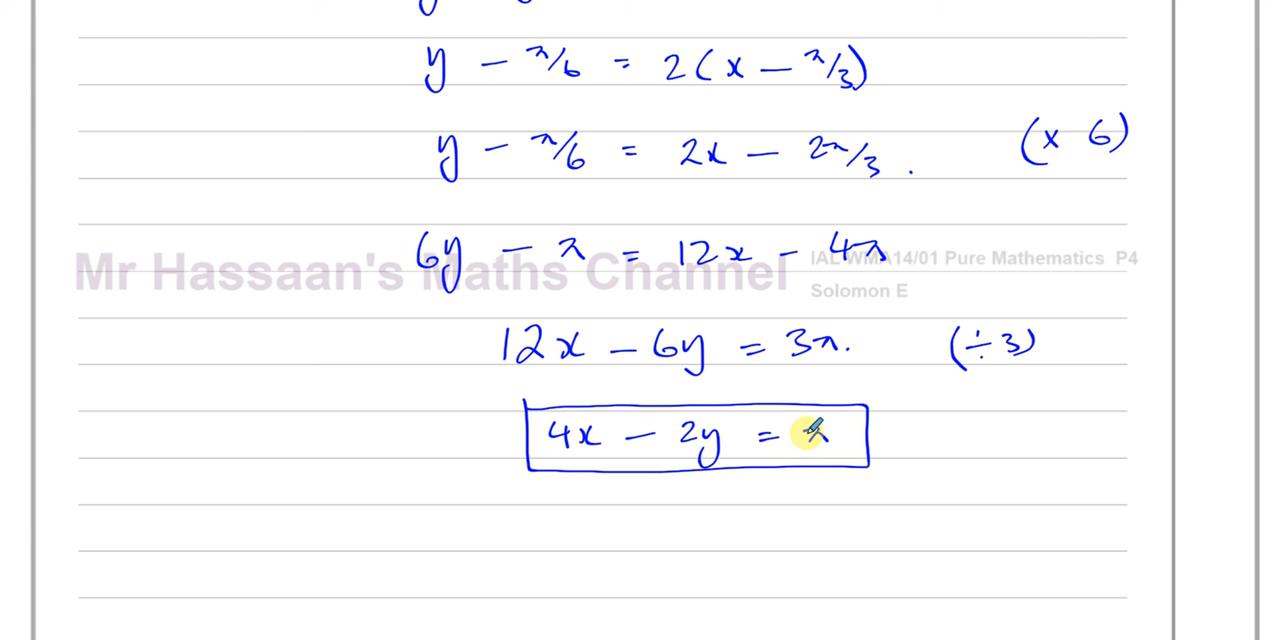 y - π/6 = 2(x - π/3)
y - π/6 = 2x - 2π/3. (x 6)
6y - π = 12x - 4π
Mr Hassaan's Maths Channel
IAL WMA14/01 Pure Mathematics P4
Solomon E
12x - 6y = 3π. (÷3)
4x - 2y = π